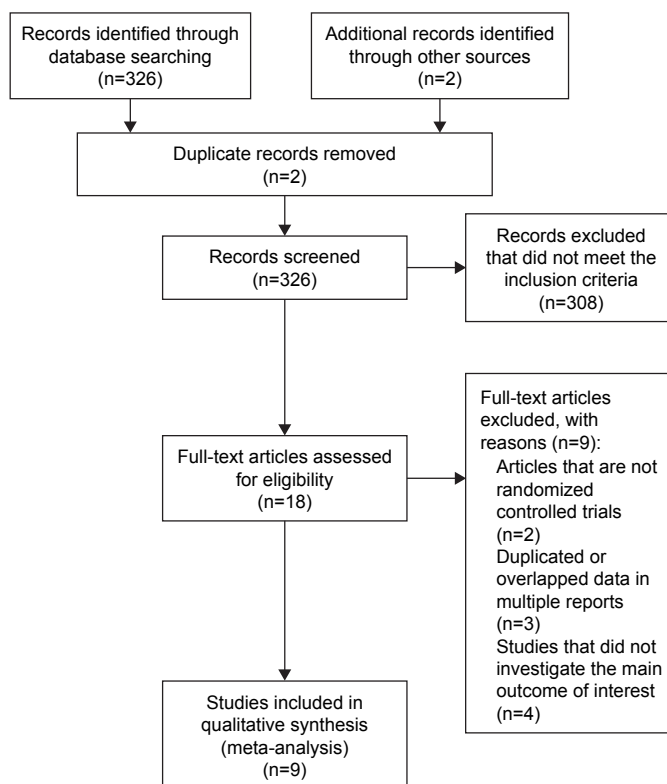 Records identified through
database searching
(n=326)
Additional records identified
through other sources
(n=2)
Duplicate records removed
(n=2)
Records screened
(n=326)
Records excluded
that did not meet the
inclusion criteria
(n=308)
Full-text articles assessed
for eligibility
(n=18)
Full-text articles
excluded, with
reasons (n=9):
Articles that are not
randomized
controlled trials
(n=2)
Duplicated or
overlapped data in
multiple reports
(n=3)
Studies that did not
investigate the main
outcome of interest
(n=4)
Studies included in
qualitative synthesis
(meta-analysis)
(n=9)